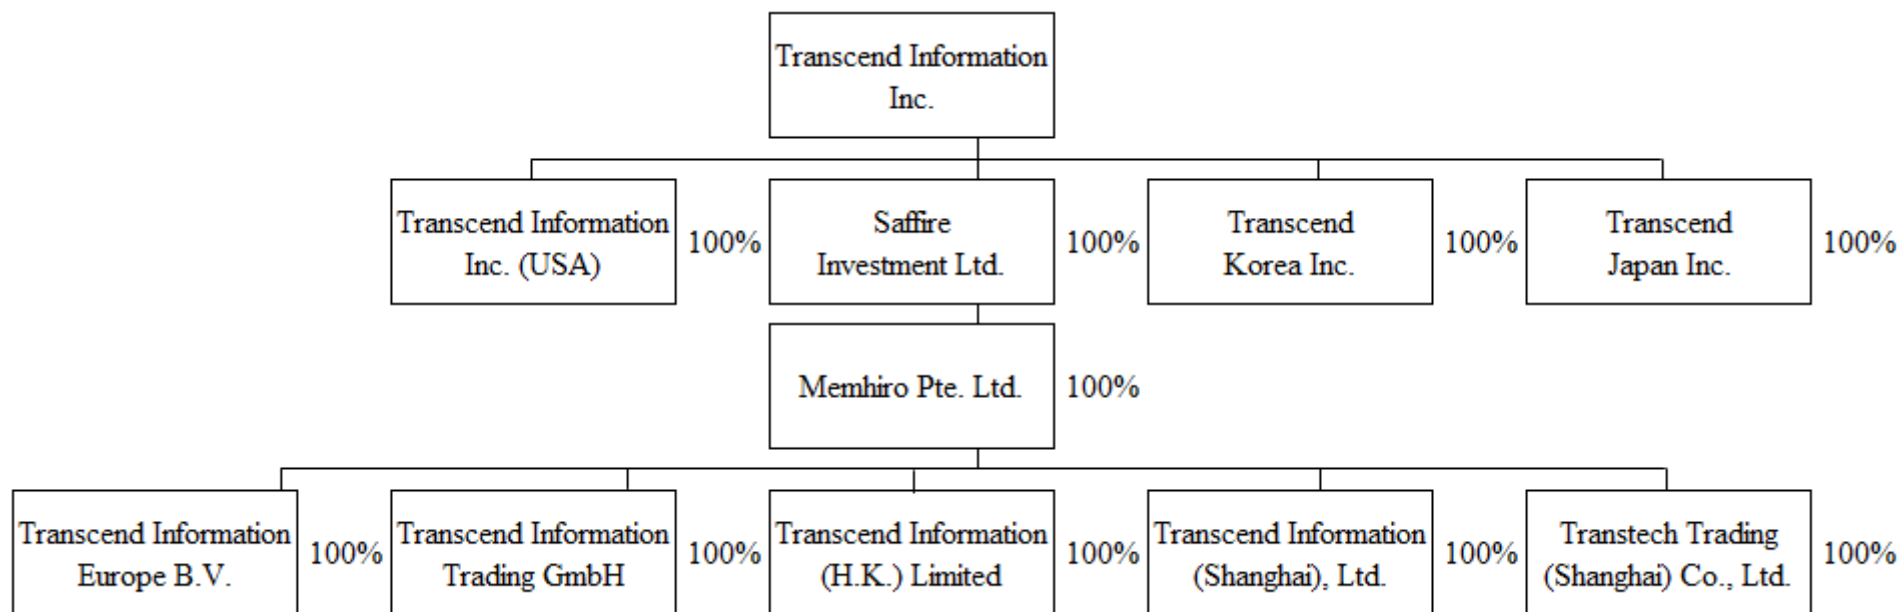 Transcend Information
Inc.
Transcend Information
Inc. (USA)
100%
Saffire
Investment Ltd.
100%
Transcend
Korea Inc.
100%
Transcend
Japan Inc.
100%
Memhiro Pte. Ltd.
100%
Transcend Information
Europe B.V.
100%
Transcend Information
Trading GmbH
100%
Transcend Information
(H.K.) Limited
100%
Transcend Information
(Shanghai), Ltd.
100%
Transtech Trading
(Shanghai) Co., Ltd.
100%